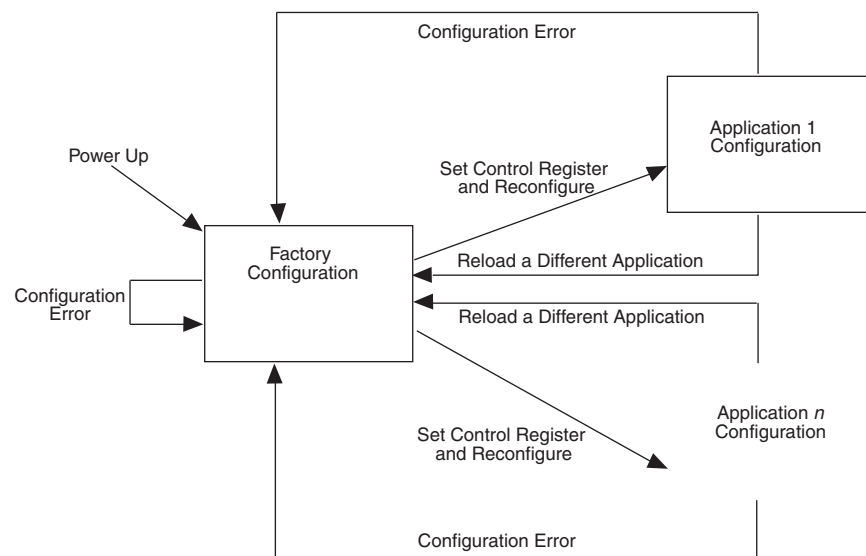 Configuration Error
Application 1
Configuration
Power Up
Set Control Register
and Reconfigure
Factory
Configuration
Reload a Different Application
Configuration
Error
Reload a Different Application
Application n
Configuration
Set Control Register
and Reconfigure
Configuration Error